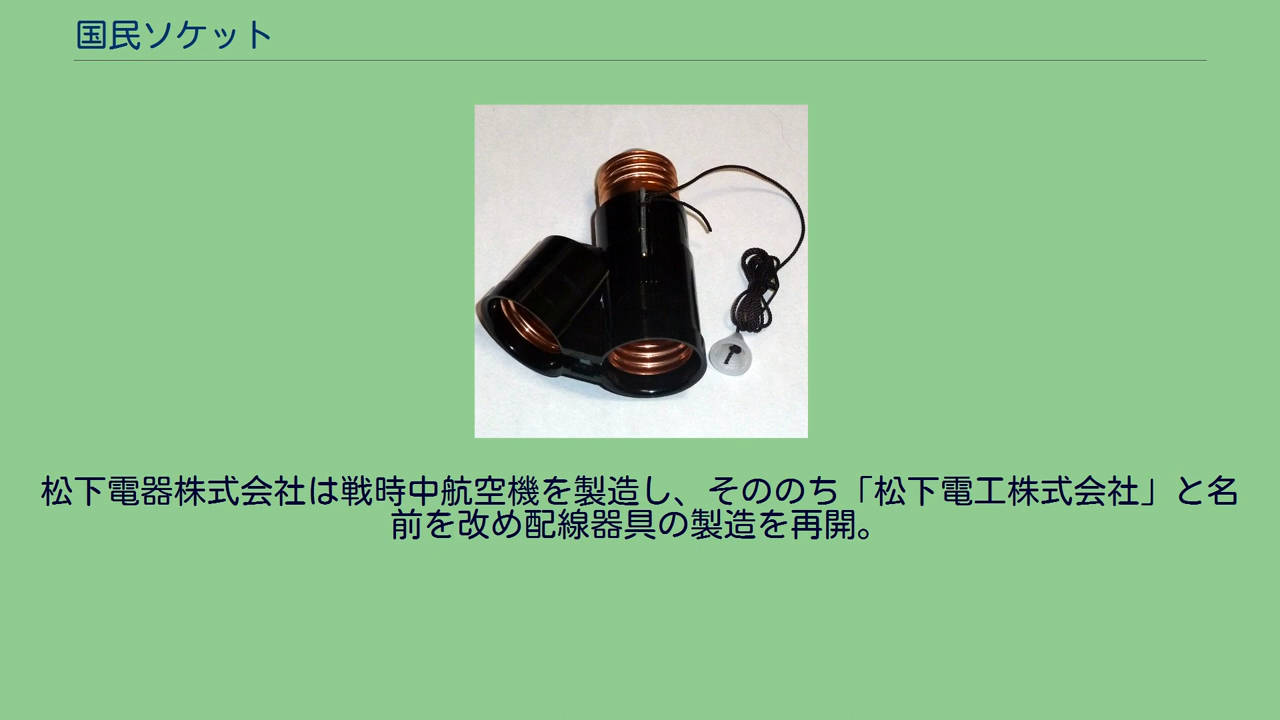 国民ソケット
松下電器株式会社は戦時中航空機を製造し、そののち「松下電工株式会社」と名
前を改め配線器具の製造を再開。